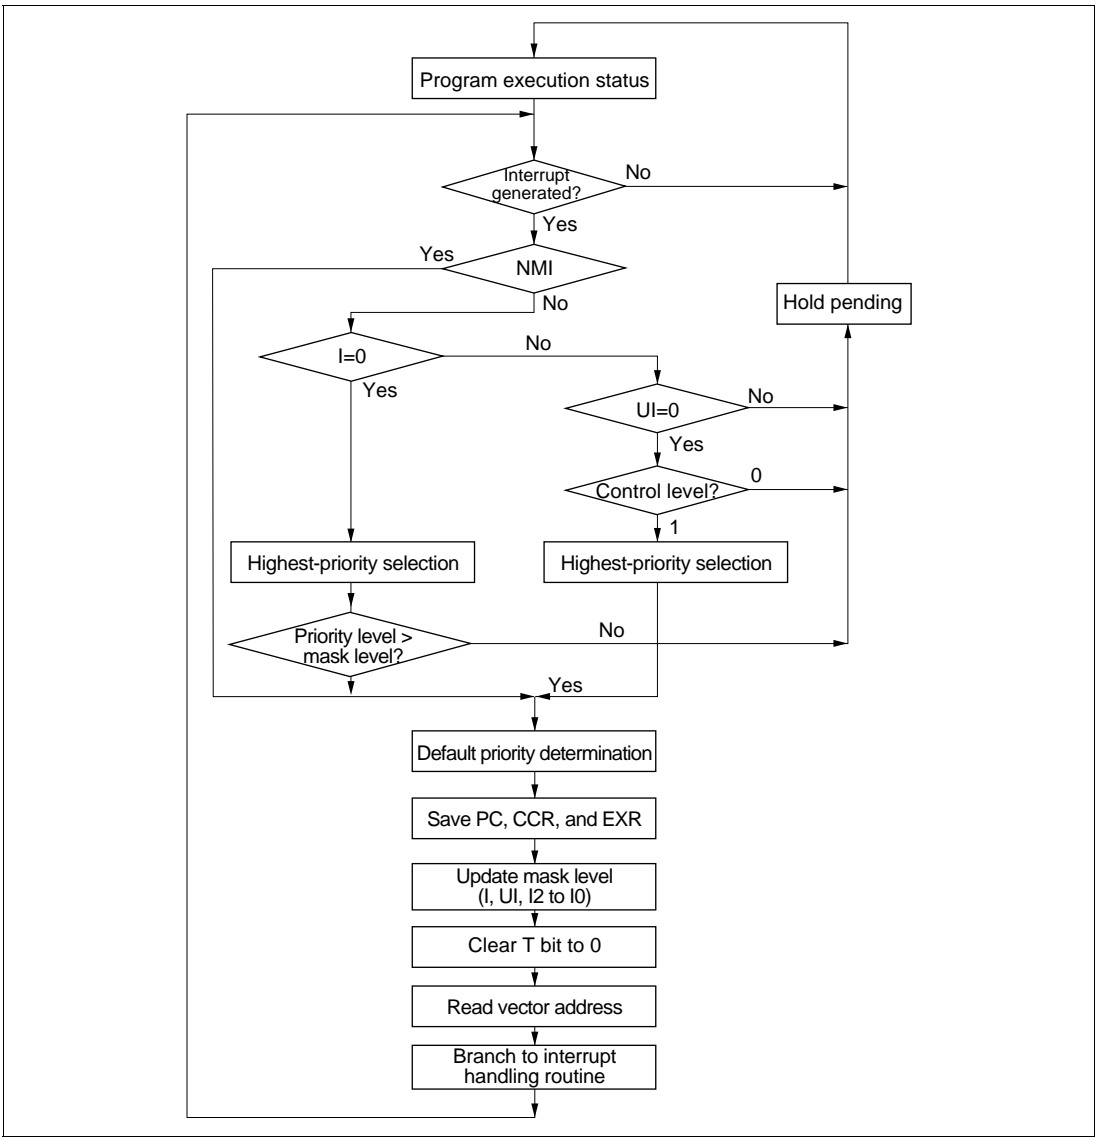 Program execution status
Interrupt
generated?
No
Yes
Yes
NMI
No
Hold pending
I=0
No
Yes
UI=0
No
Yes
Control level?
0
1
Highest-priority selection
Highest-priority selection
Priority level >
mask level?
No
Yes
Default priority determination
Save PC, CCR, and EXR
Update mask level
(I, UI, I2 to I0)
Clear T bit to 0
Read vector address
Branch to interrupt
handling routine